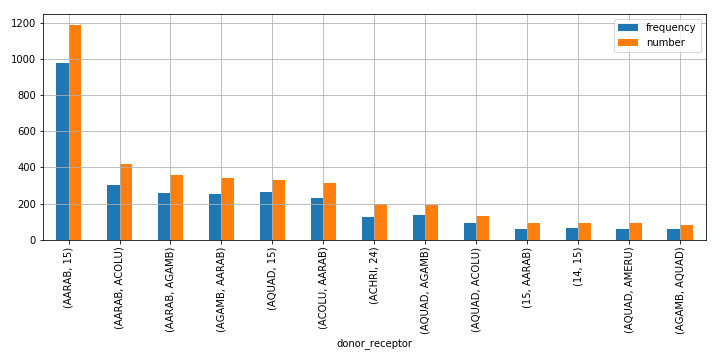 1200
1000
800
600
400
200
0
frequency
number
(AARAB, 15)
(AARAB, ACOLU)
(AARAB, AGAMB)
(AGAMB, AARAB)
(AQUAD, 15)
(ACOLU, AARAB)
(ACHRI, 24)
(AQUAD, AGAMB)
(AQUAD, ACOLU)
(15, AARAB)
(14, 15)
(AQUAD, AMERU)
(AGAMB, AQUAD)
donor_receptor